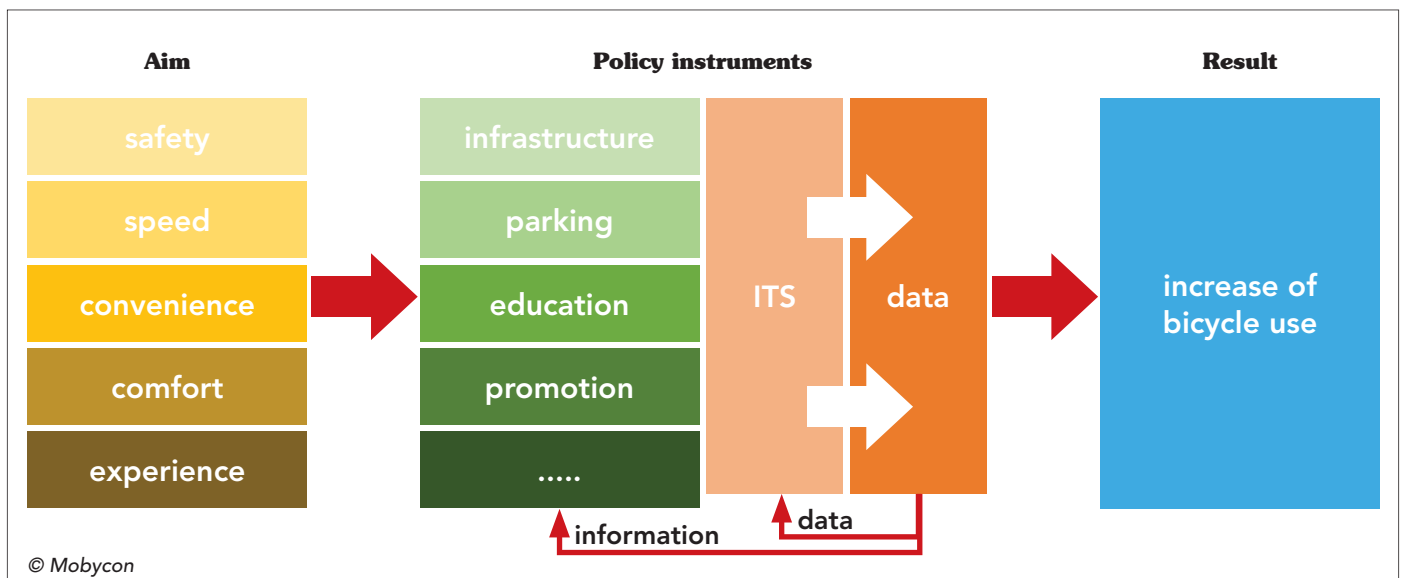 Aim
Policy instruments
Result
safety
speed
convenience
comfort
experience
infrastructure
parking
education
promotion
.....
ITS
data
increase of
bicycle use
data
information
© Mobycon